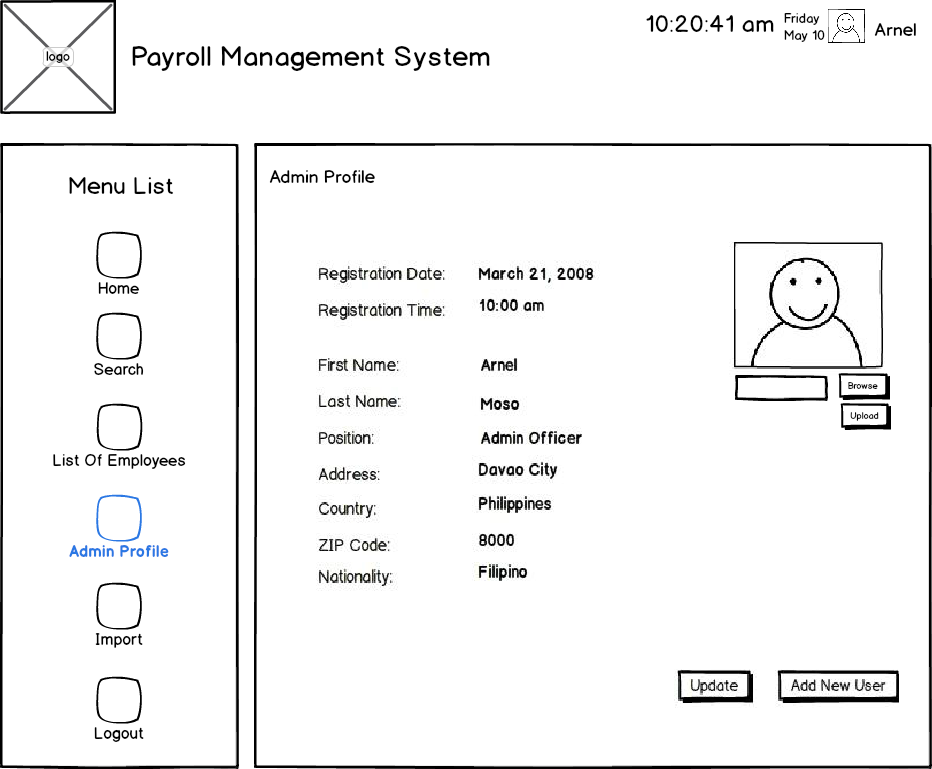 logo
Payroll Management System
10:20:41 am
Friday
May 10
Arnel
Menu List
Home
Search
List Of Employees
Admin Profile
Import
Logout
Admin Profile
Registration Date: March 21, 2008
Registration Time: 10:00 am
First Name: Arnel
Last Name: Moso
Position: Admin Officer
Address: Davao City
Country: Philippines
ZIP Code: 8000
Nationality: Filipino
Browse
Upload
Update
Add New User